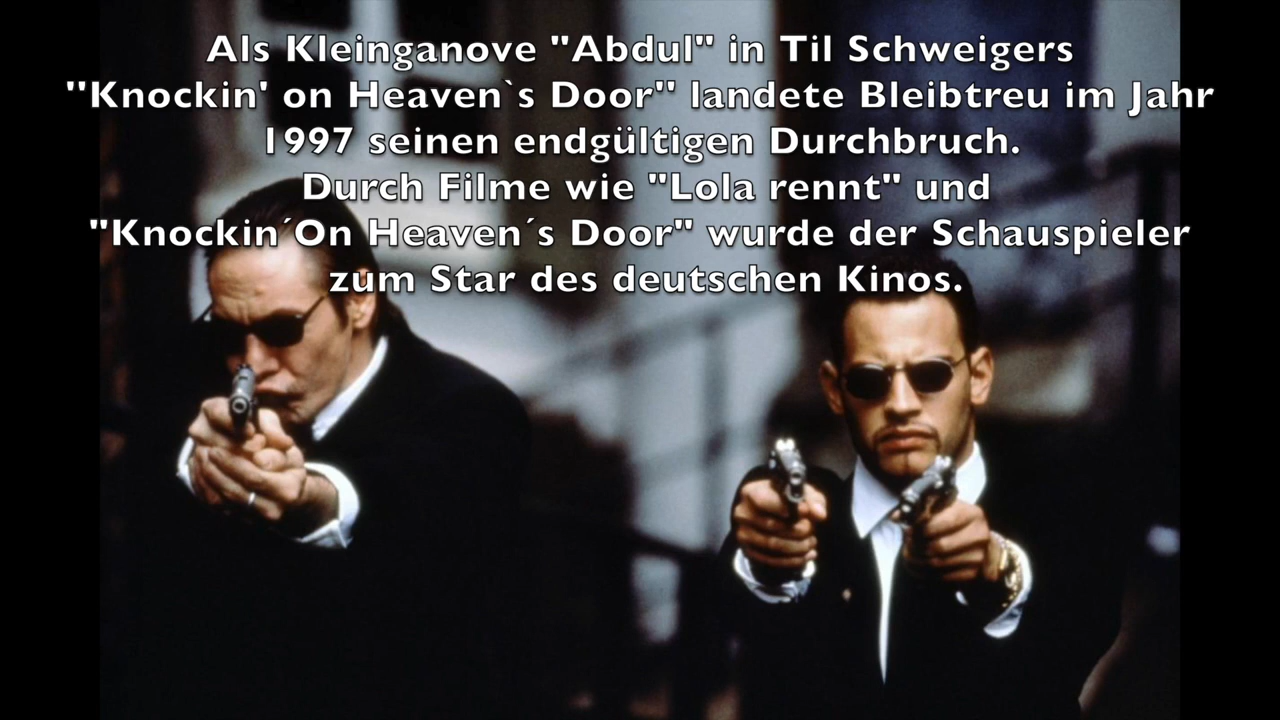 Als Kleinganove "Abdul" in Til Schweigers
"Knockin' on Heaven`s Door" landete Bleibtreu im Jahr
1997 seinen endgültigen Durchbruch.
Durch Filme wie "Lola rennt" und
"Knockin´On Heaven´s Door" wurde der Schauspieler
zum Star des deutschen Kinos.